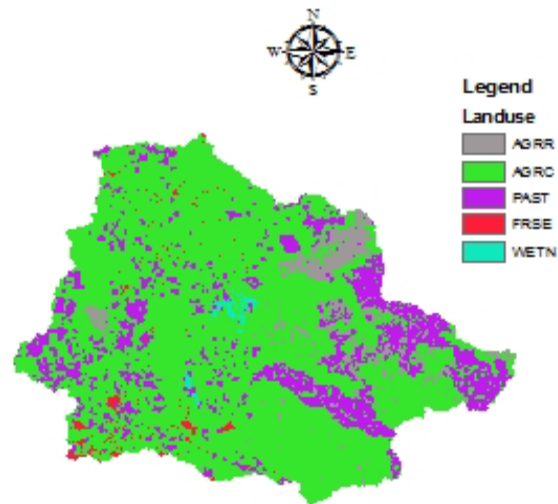 N
W E
S
Legend
Landuse
AGRR
AGRC
PAST
FRSE
WETN